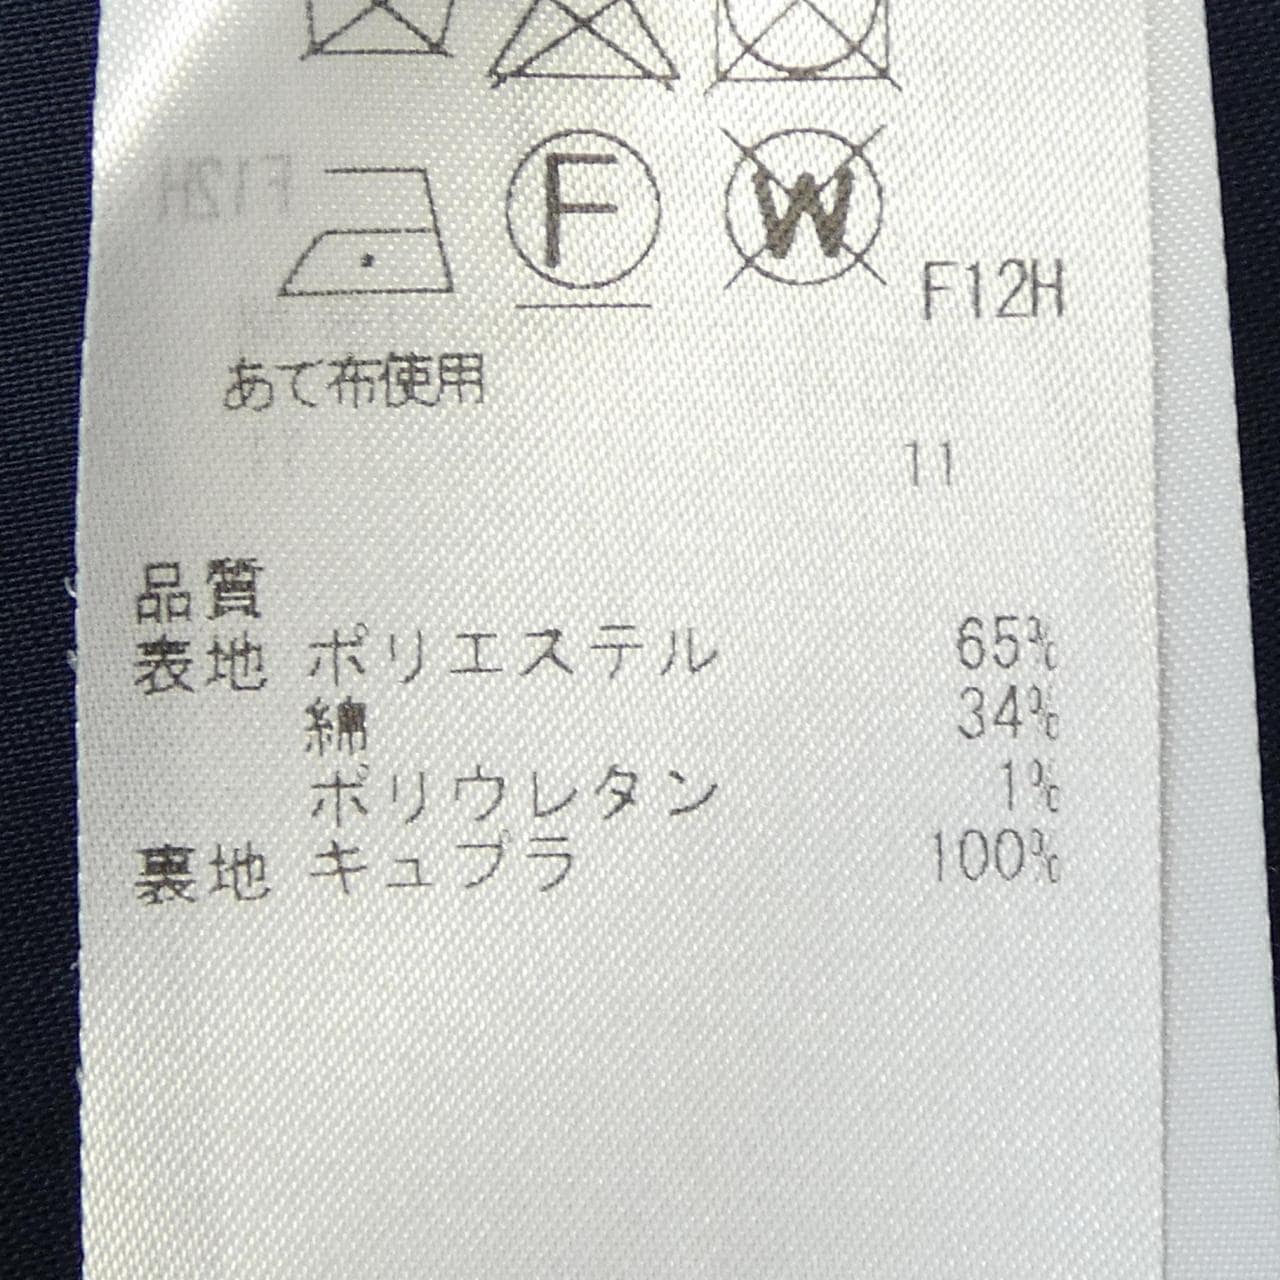 F W F12H
あて布使用
11
品質
表地 ポリエステル 65%
綿 34%
ポリウレタン 1%
裏地 キュプラ 100%